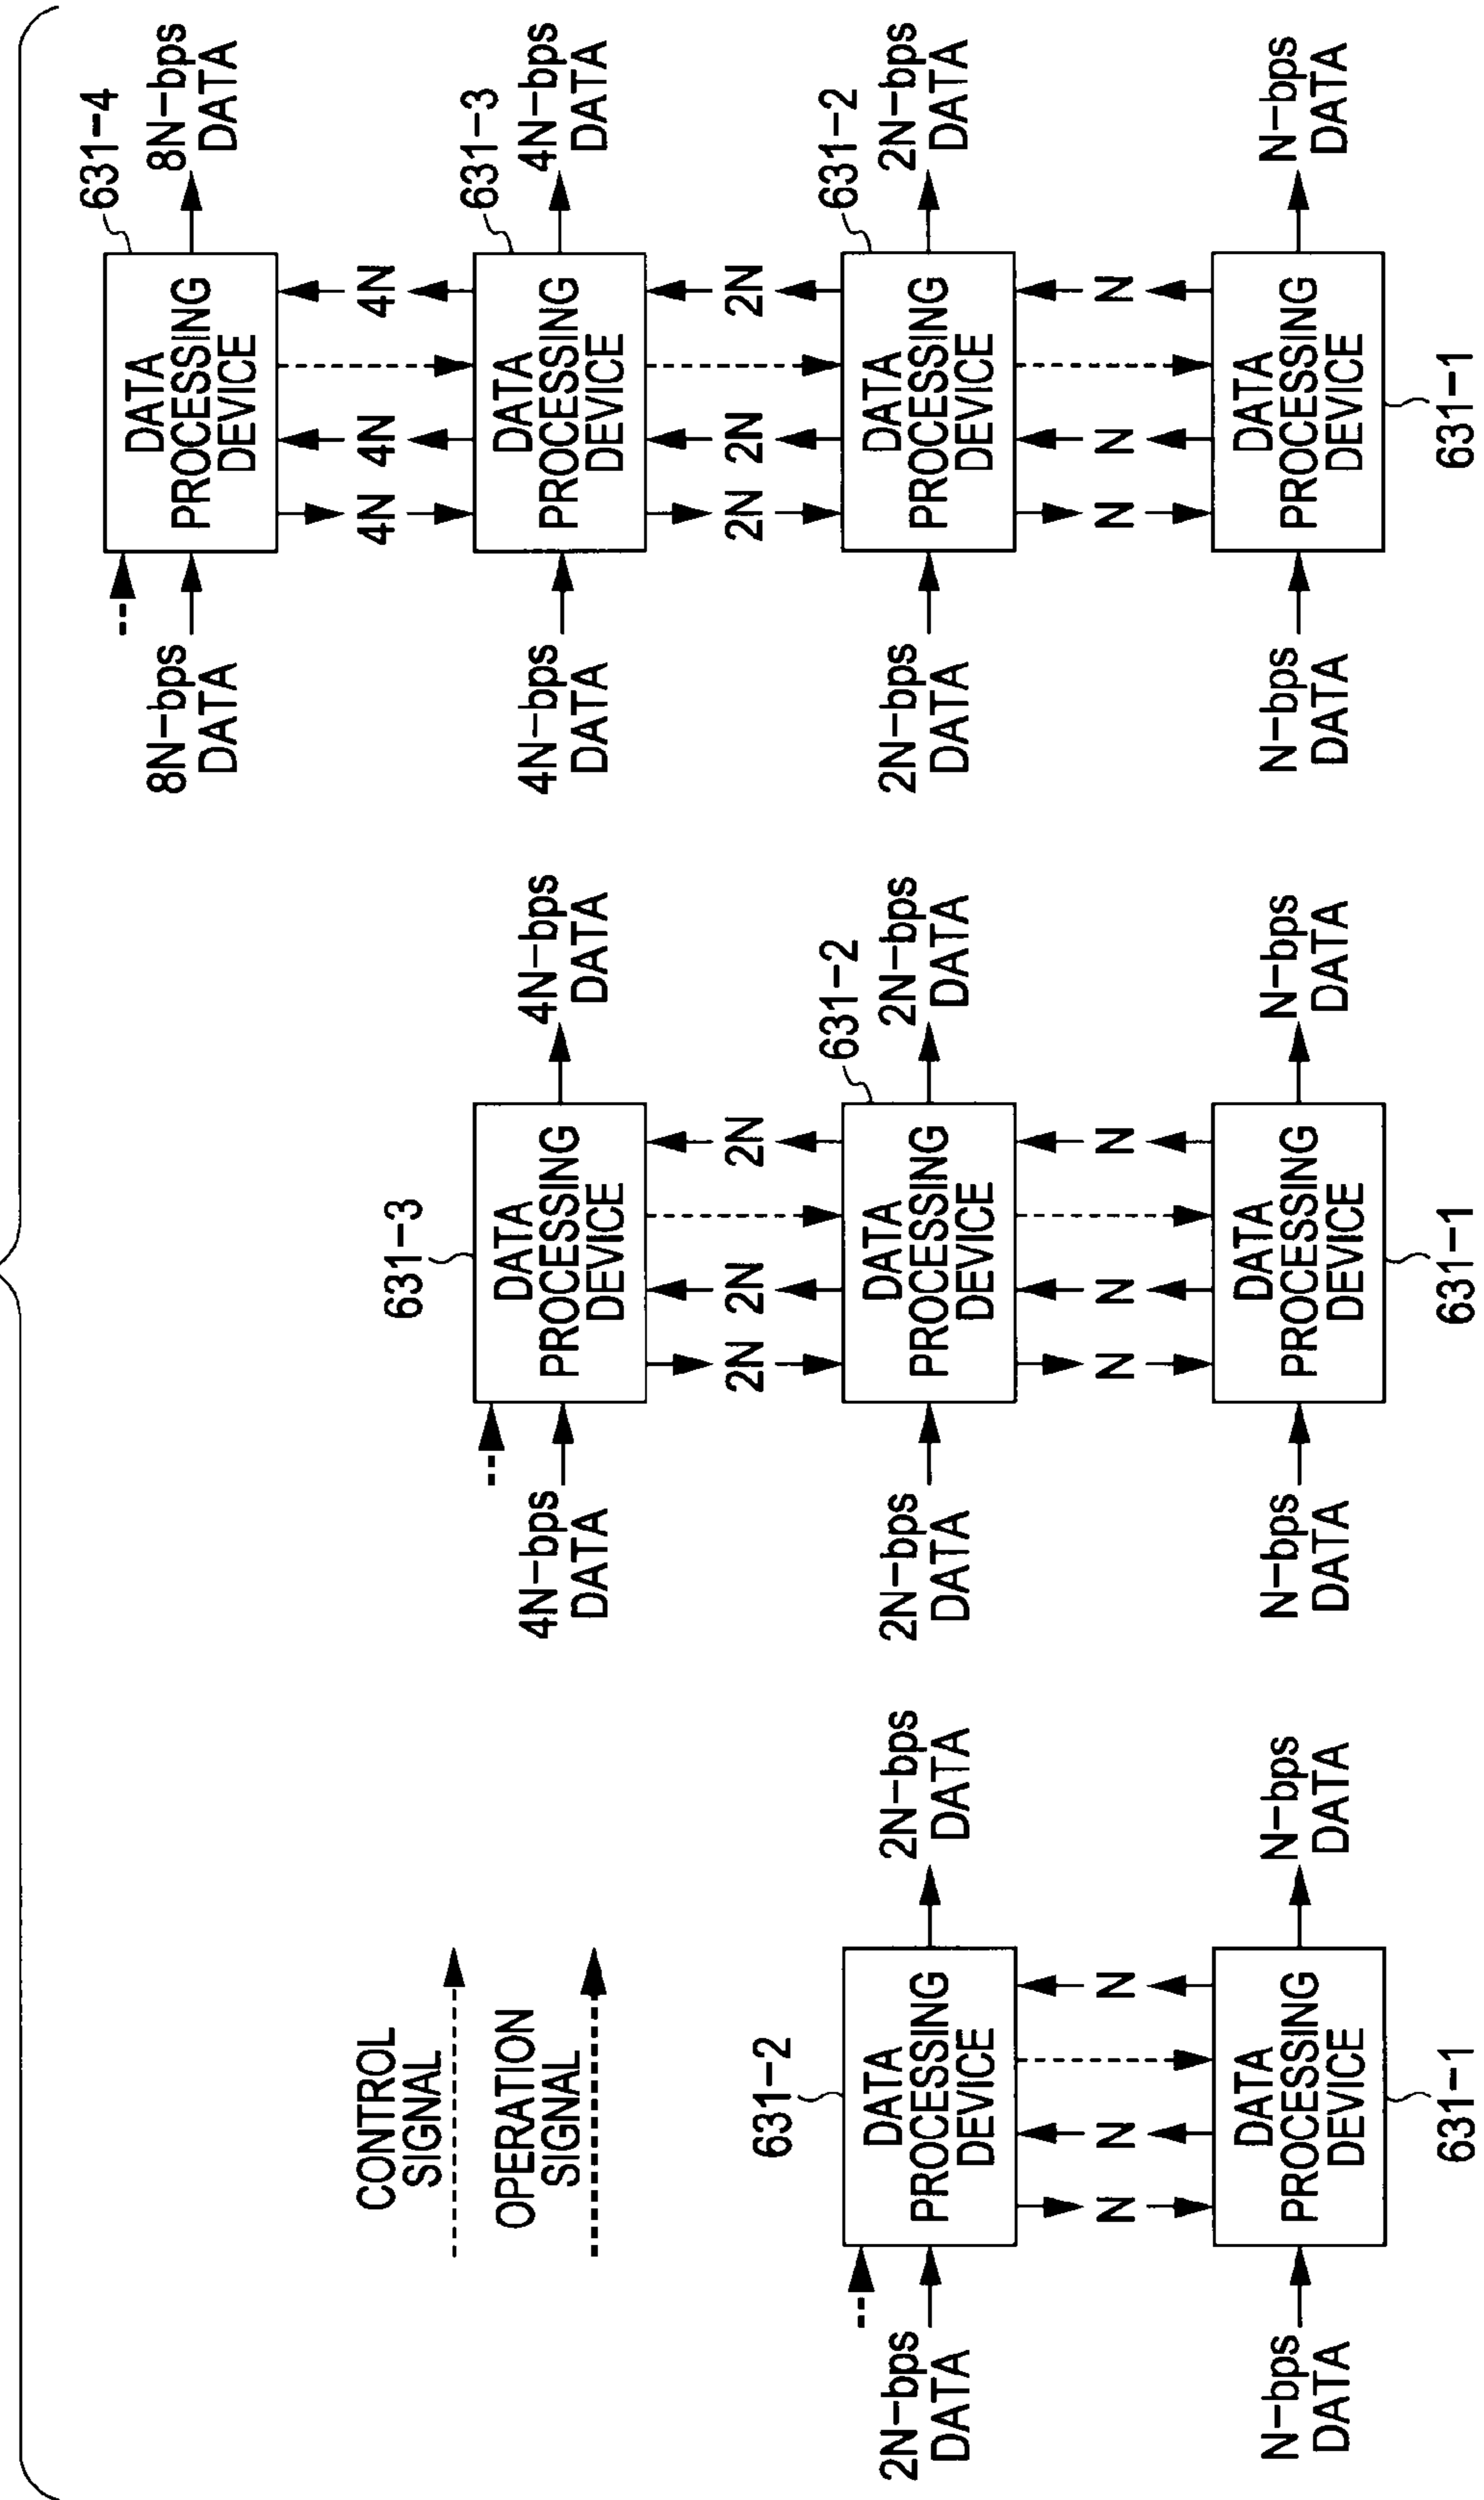 CONTROL
SIGNAL
OPERATION
SIGNAL
631-2
2N-bps
DATA
DATA
PROCESSING
DEVICE
2N-bps
DATA
N
N
N
N-bps
DATA
DATA
PROCESSING
DEVICE
N-bps
DATA
631-1
631-3
4N-bps
DATA
DATA
PROCESSING
DEVICE
4N-bps
DATA
2N
2N
2N
631-2
2N-bps
DATA
DATA
PROCESSING
DEVICE
2N-bps
DATA
N
N
N
N-bps
DATA
DATA
PROCESSING
DEVICE
N-bps
DATA
631-1
631-4
8N-bps
DATA
DATA
PROCESSING
DEVICE
8N-bps
DATA
4N
4N
4N
631-3
4N-bps
DATA
DATA
PROCESSING
DEVICE
4N-bps
DATA
2N
2N
2N
631-2
2N-bps
DATA
DATA
PROCESSING
DEVICE
2N-bps
DATA
N
N
N
N-bps
DATA
DATA
PROCESSING
DEVICE
N-bps
DATA
631-1